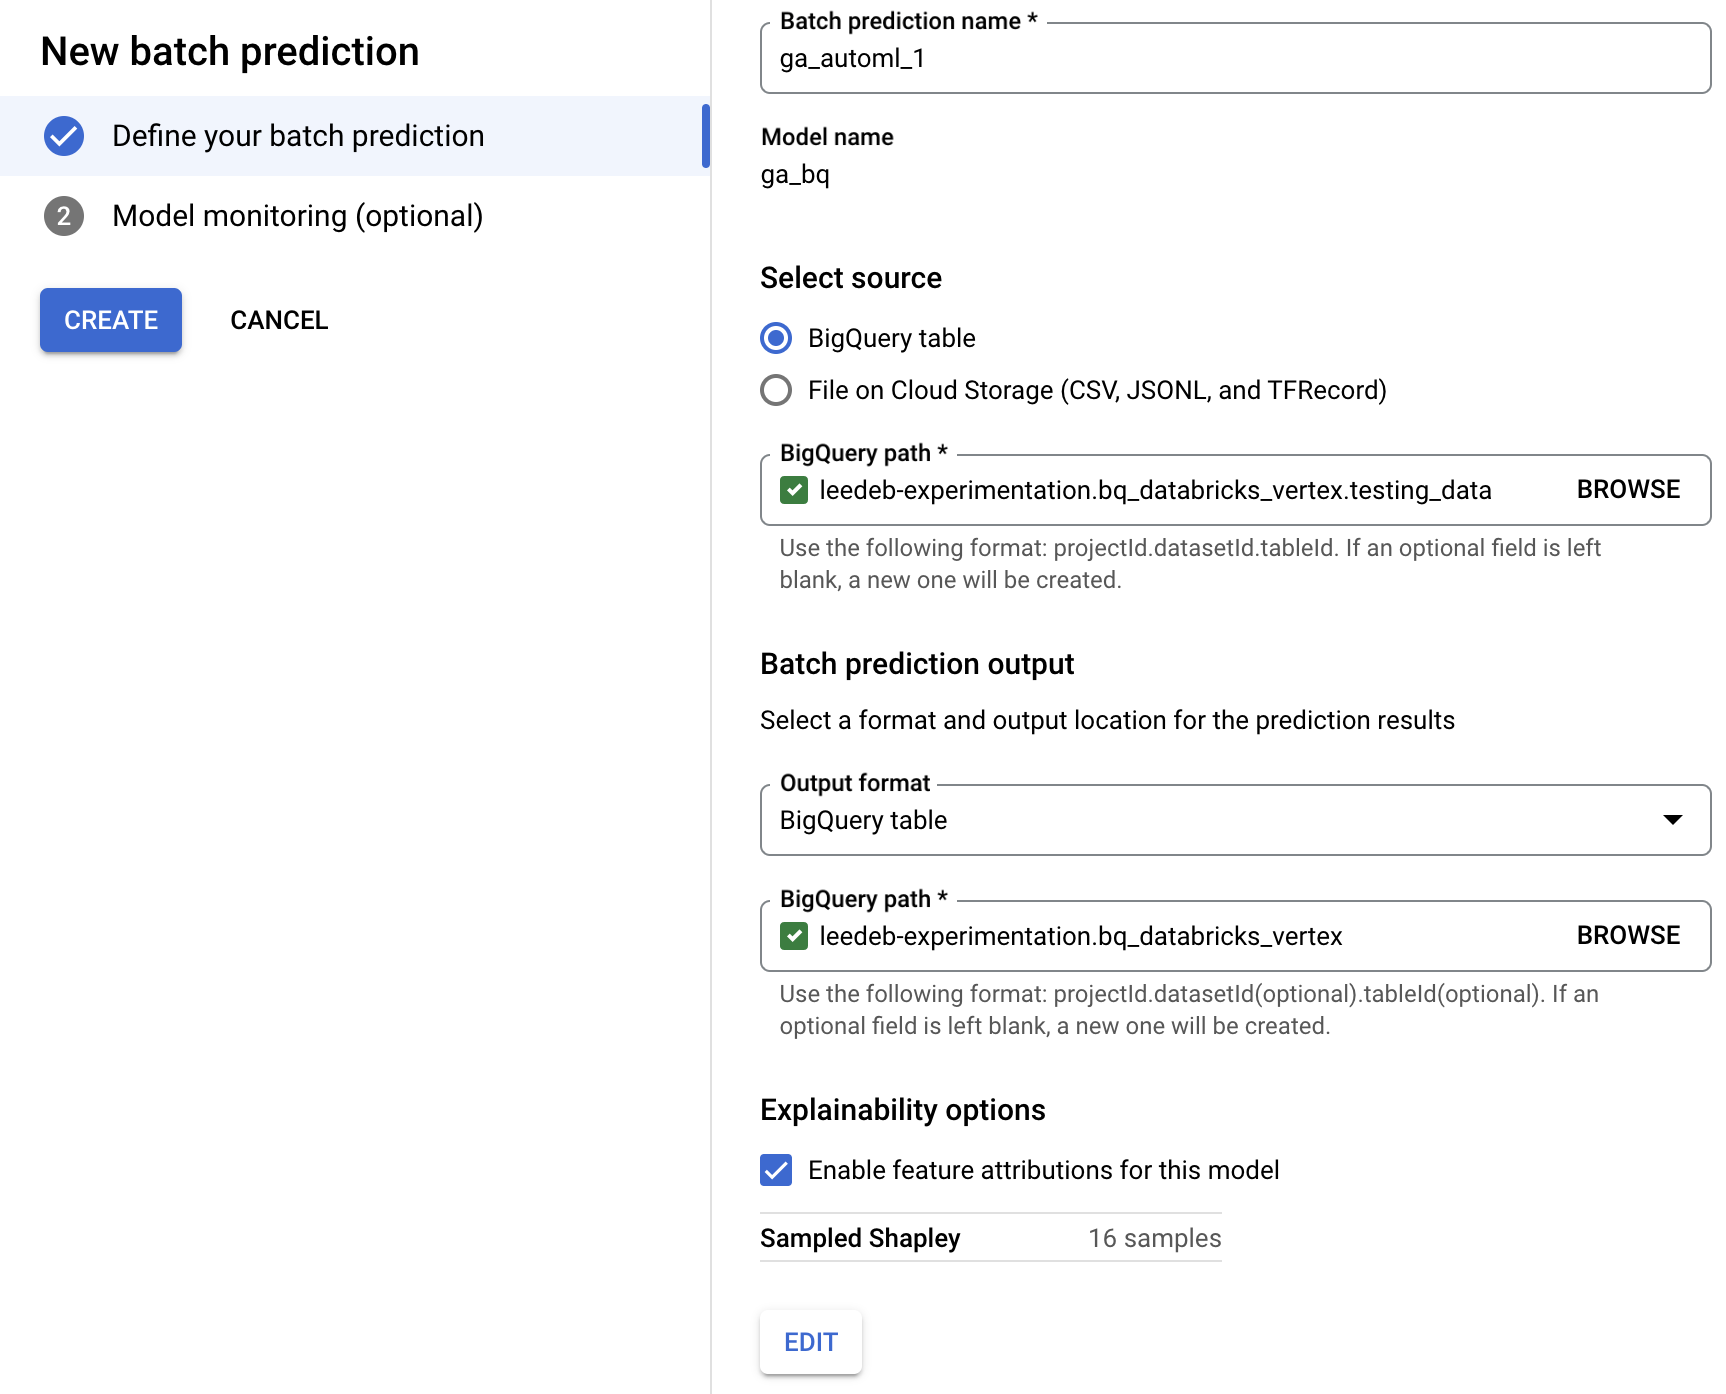 New batch prediction
Define your batch prediction
2 Model monitoring (optional)
CREATE CANCEL
Batch prediction name *
ga_automl_1
Model name
ga_bq
Select source
BigQuery table
File on Cloud Storage (CSV, JSONL, and TFRecord)
BigQuery path *
leedeb-experimentation.bq_databricks_vertex.testing_data BROWSE
Use the following format: projectId.datasetId.tableId. If an optional field is left
blank, a new one will be created.
Batch prediction output
Select a format and output location for the prediction results
Output format
BigQuery table
BigQuery path *
leedeb-experimentation.bq_databricks_vertex BROWSE
Use the following format: projectId.datasetId(optional).tableId(optional). If an
optional field is left blank, a new one will be created.
Explainability options
Enable feature attributions for this model
Sampled Shapley 16 samples
EDIT